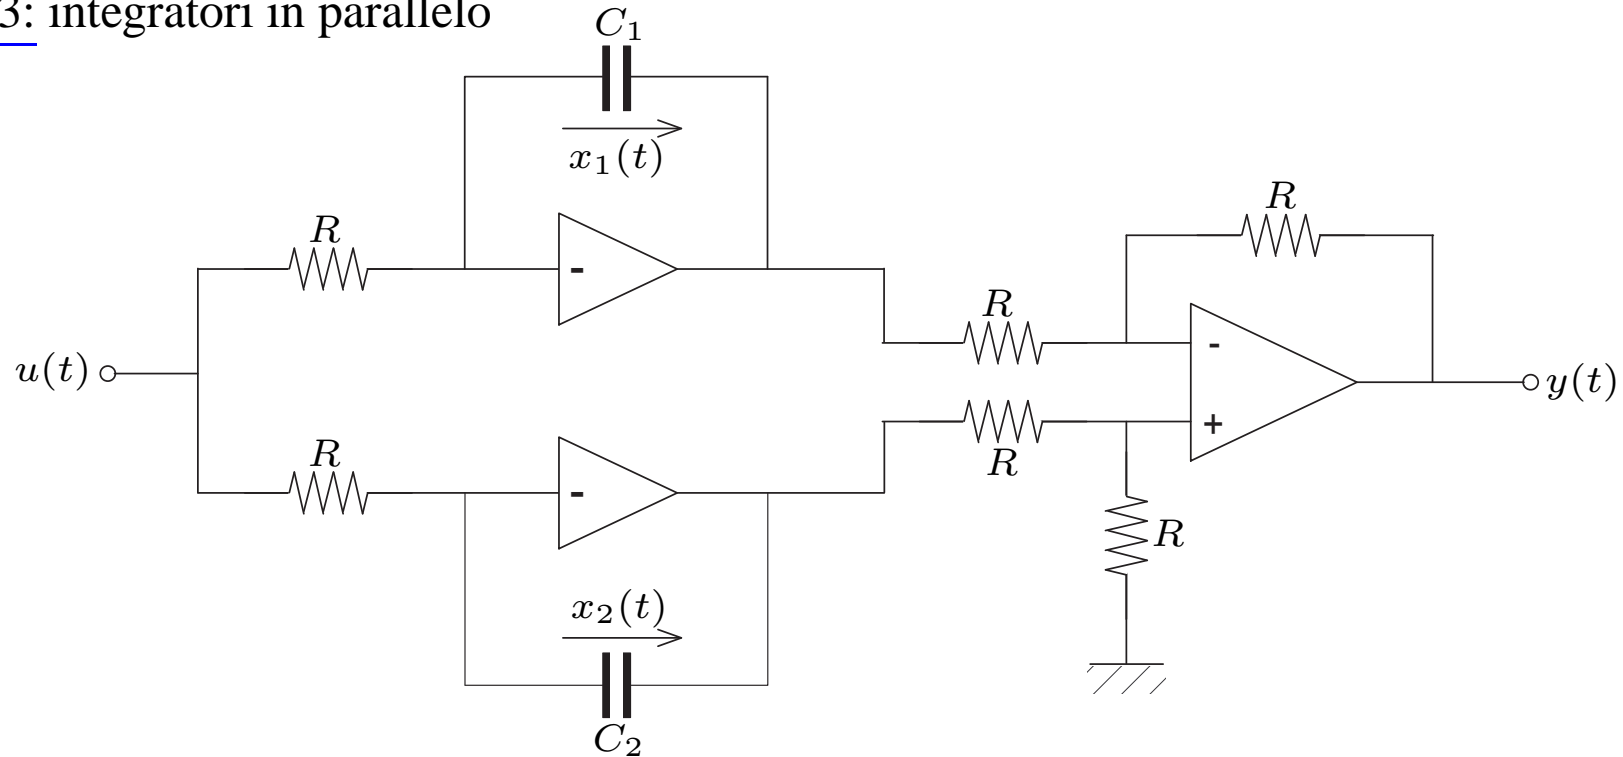 3: integratori in parallelo
C₁
x₁(t)
R
-
R
R
-
u(t)
y(t)
+
R
R
-
R
x₂(t)
C₂